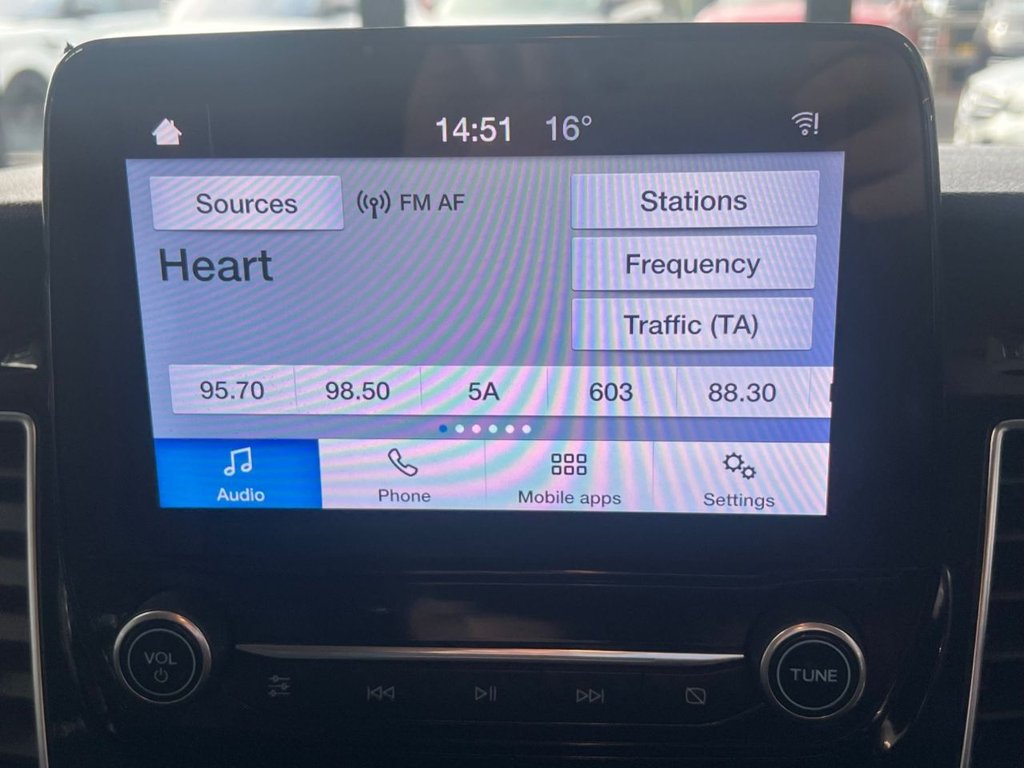 14:51 16°
Sources FM AF Stations
Heart
Frequency
Traffic (TA)
95.70 98.50 5A 603 88.30
Audio Phone Mobile apps Settings
VOL
TUNE